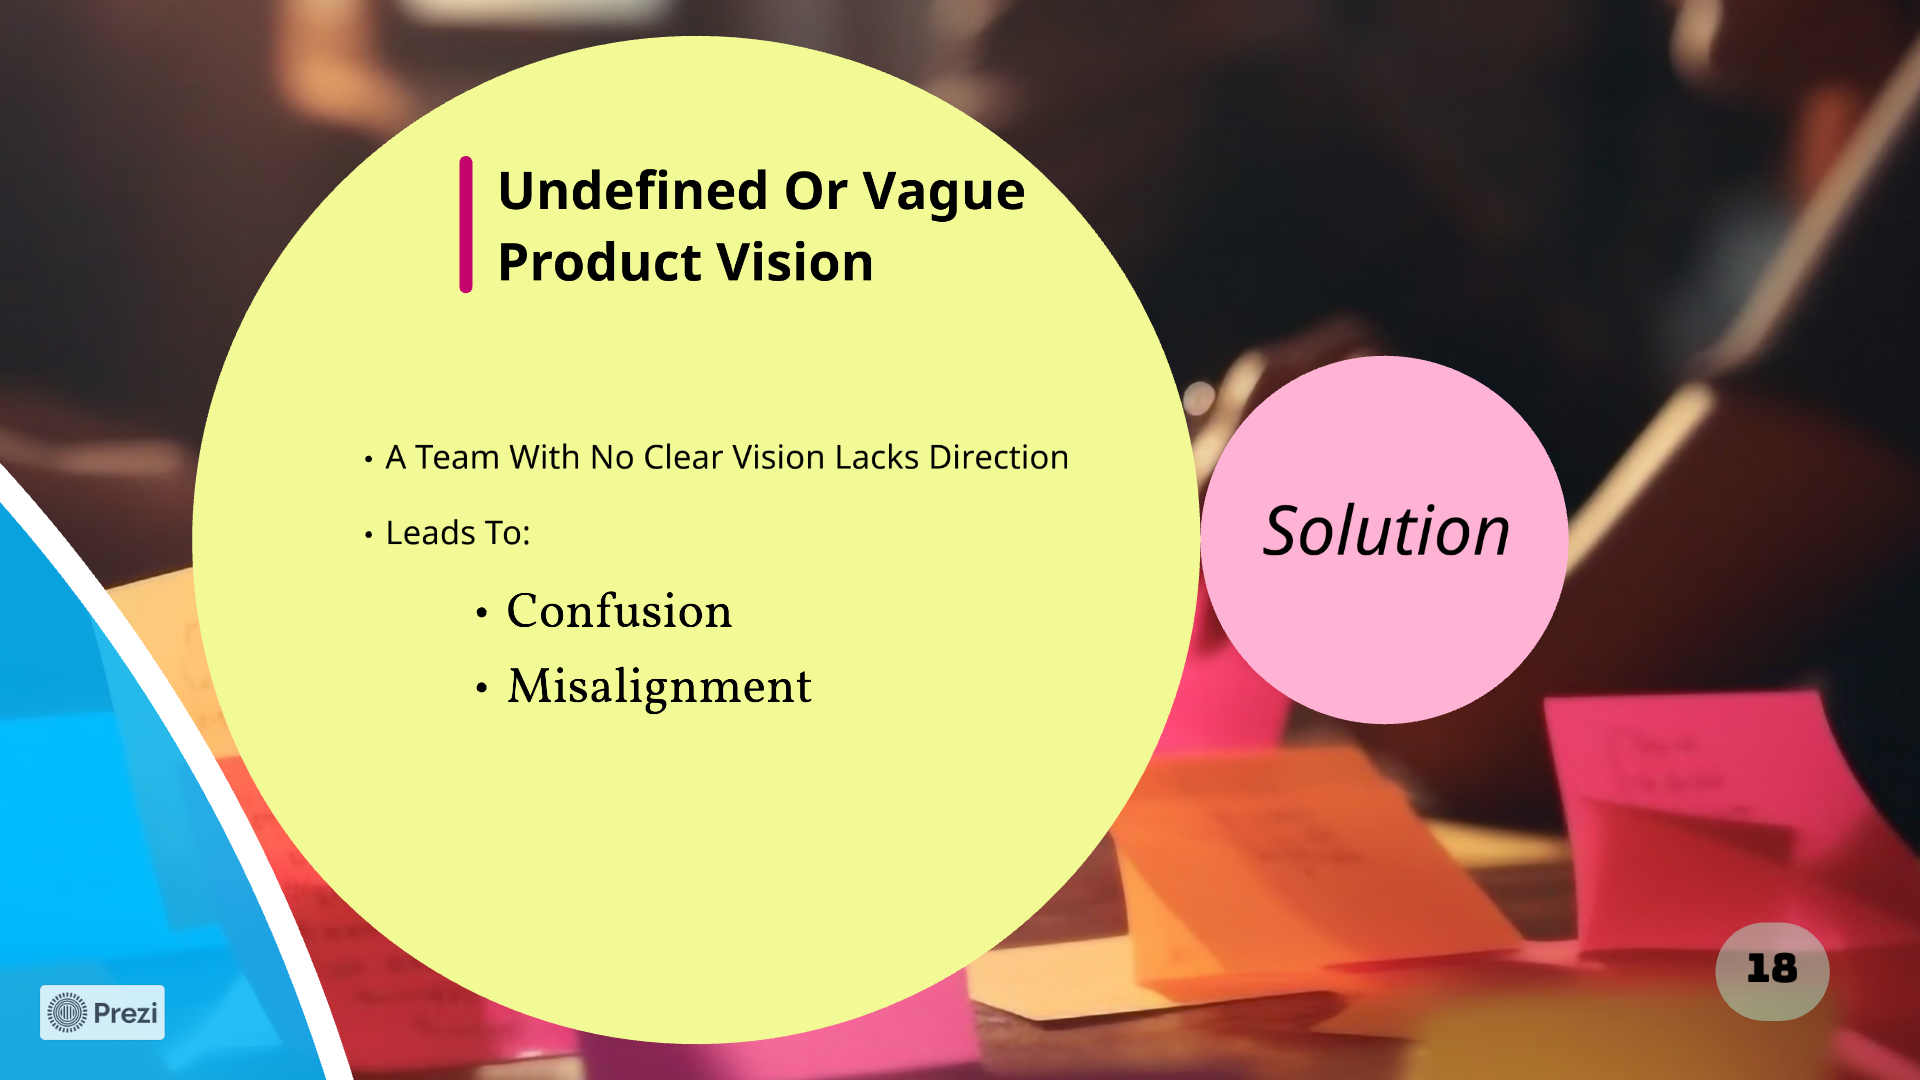 Undefined Or Vague
Product Vision
• A Team With No Clear Vision Lacks Direction
• Leads To:
• Confusion
• Misalignment
Solution
18
Prezi